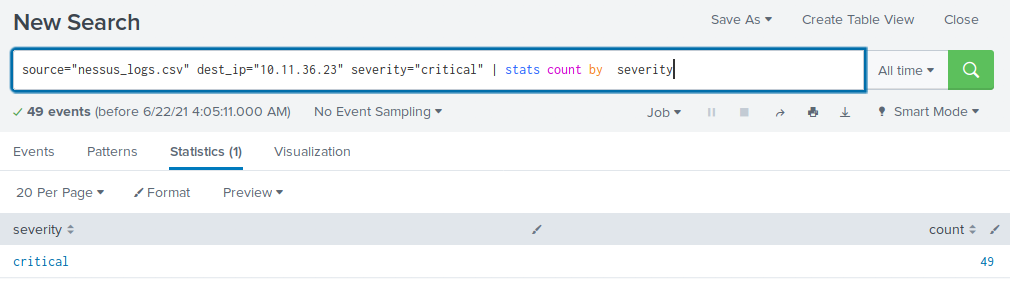 New Search
Save As Create Table View Close
source="nessus_logs.csv" dest_ip="10.11.36.23" severity="critical" | stats count by  severity
All time
49 events (before 6/22/21 4:05:11.000 AM) No Event Sampling Job Smart Mode
Events Patterns Statistics (1) Visualization
20 Per Page Format Preview
severity count
critical 49